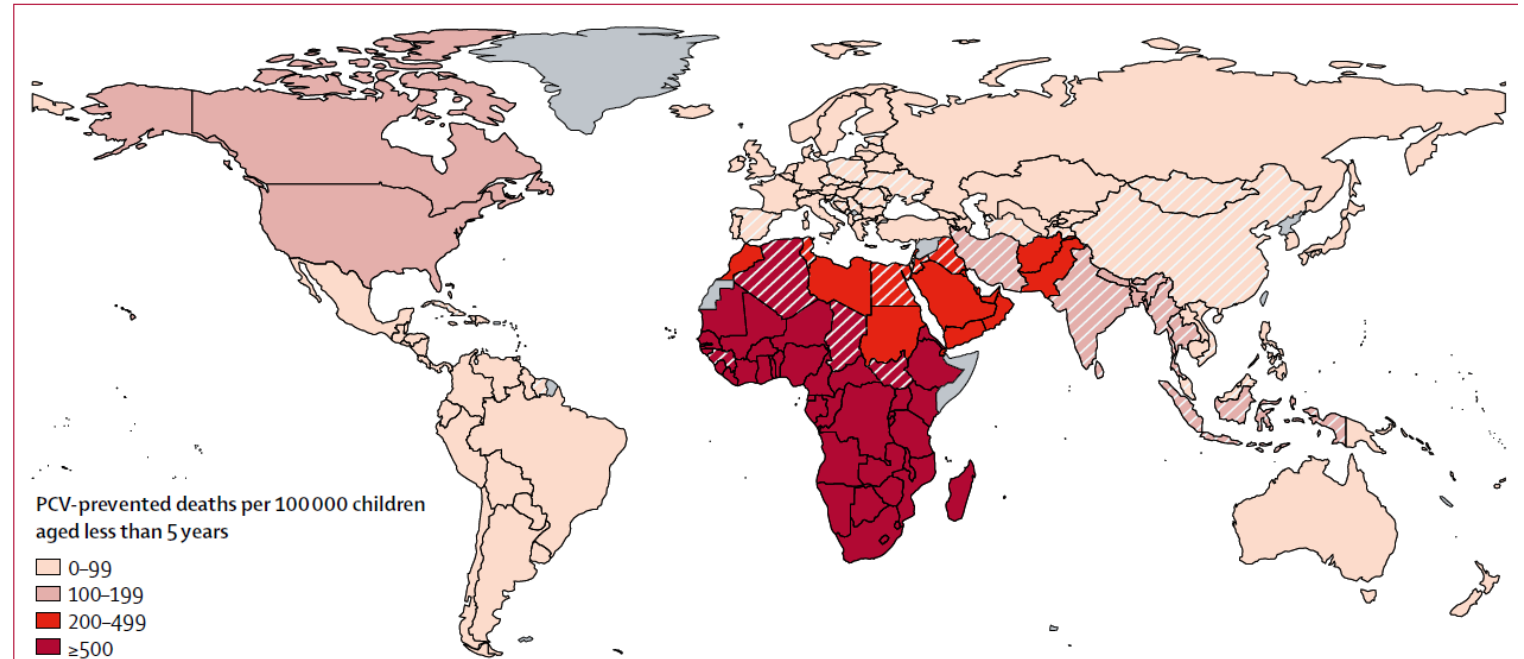 PCV-prevented deaths per 100 000 children
aged less than 5 years
0–99
100–199
200–499
≥500